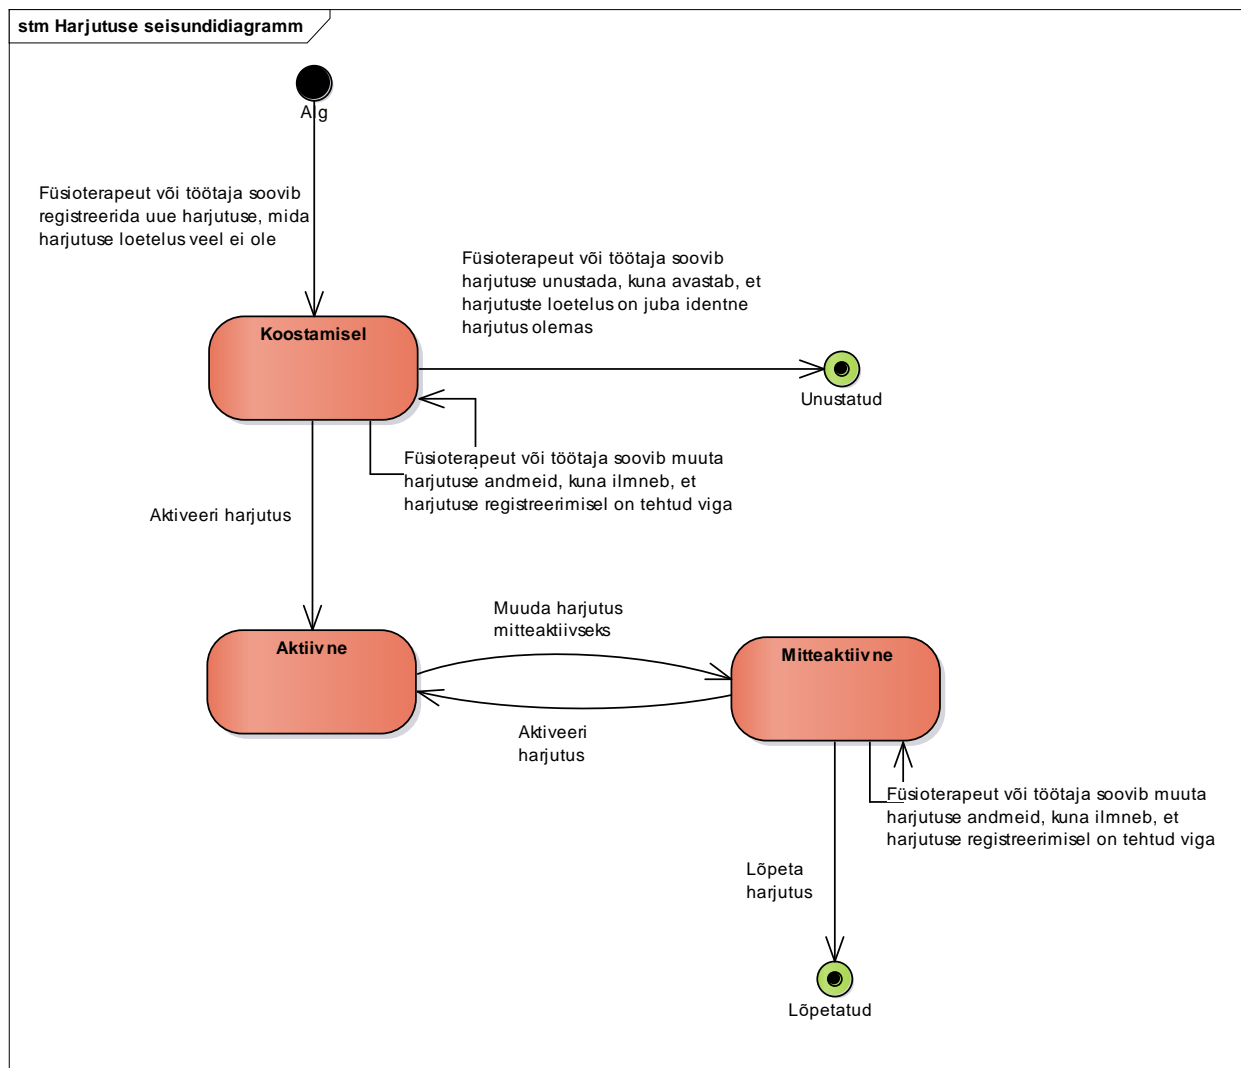 stm Harjutuse seisundidiagramm
Alg
Füsioterapeut või töötaja soovib
registreerida uue harjutuse, mida
harjutuse loetelus veel ei ole
Füsioterapeut või töötaja soovib
harjutuse unustada, kuna avastab, et
harjutuste loetelus on juba identne
harjutus olemas
Koostamisel
Unustatud
Füsioterapeut või töötaja soovib muuta
harjutuse andmeid, kuna ilmneb, et
harjutuse registreerimisel on tehtud viga
Aktiveeri harjutus
Muuda harjutus
mitteaktiivseks
Aktiivne
Mitteaktiivne
Aktiveeri
harjutus
Füsioterapeut või töötaja soovib muuta
harjutuse andmeid, kuna ilmneb, et
harjutuse registreerimisel on tehtud viga
Lõpeta
harjutus
Lõpetatud